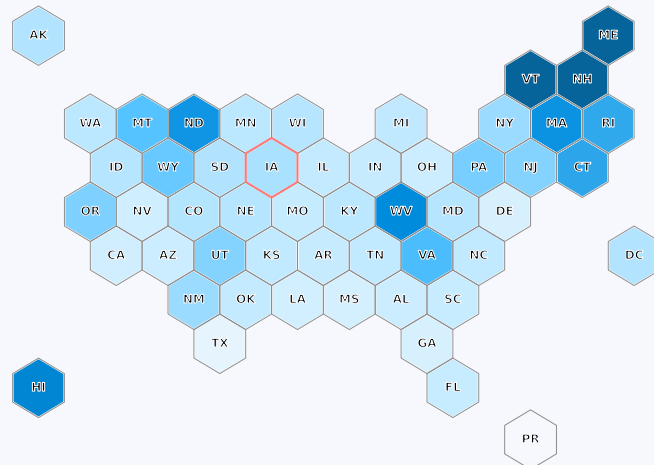 AK
ME
VT NH
WA MT ND MN WI MI NY MA RI
ID WY SD IA IL IN OH PA NJ CT
OR NV CO NE MO KY WV MD DE
CA AZ UT KS AR TN VA NC DC
NM OK LA MS AL SC
TX GA
HI FL
PR